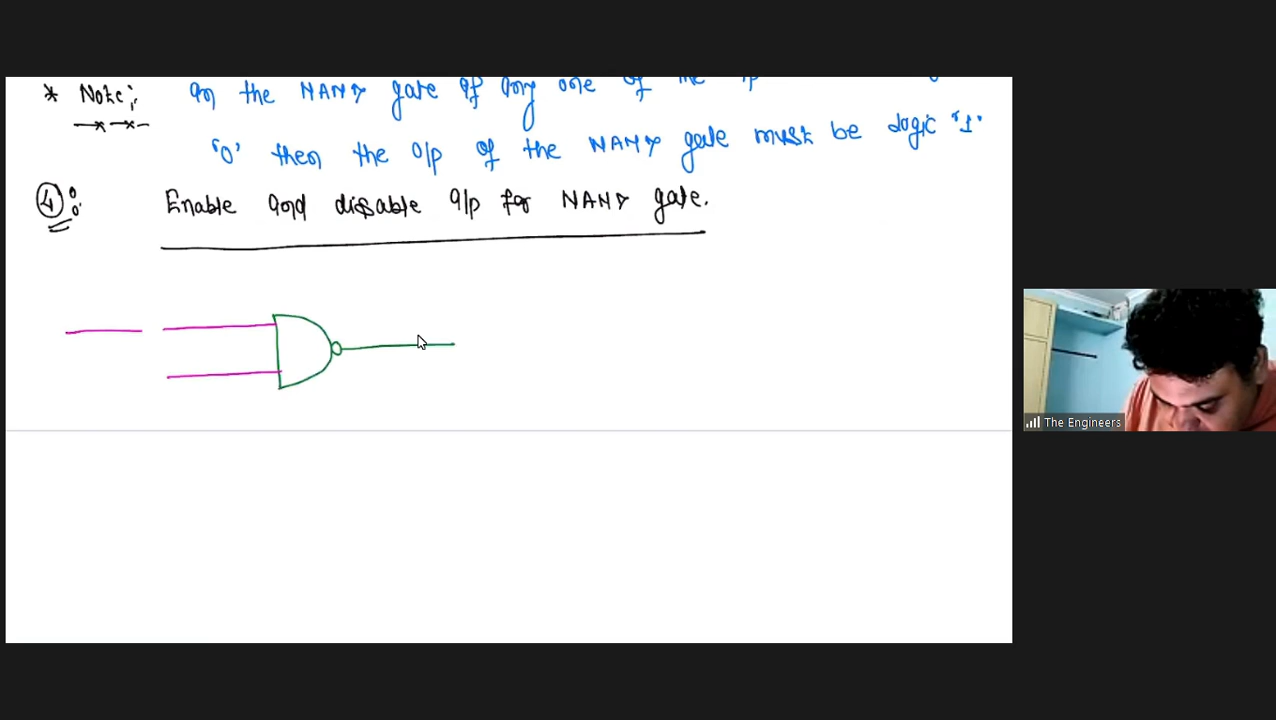 * Note:- In the NAND gate if any one of the i/p
'0' then the o/p of the NAND gate must be logic "1"
④: Enable and disable i/p for NAND gate.
The Engineers